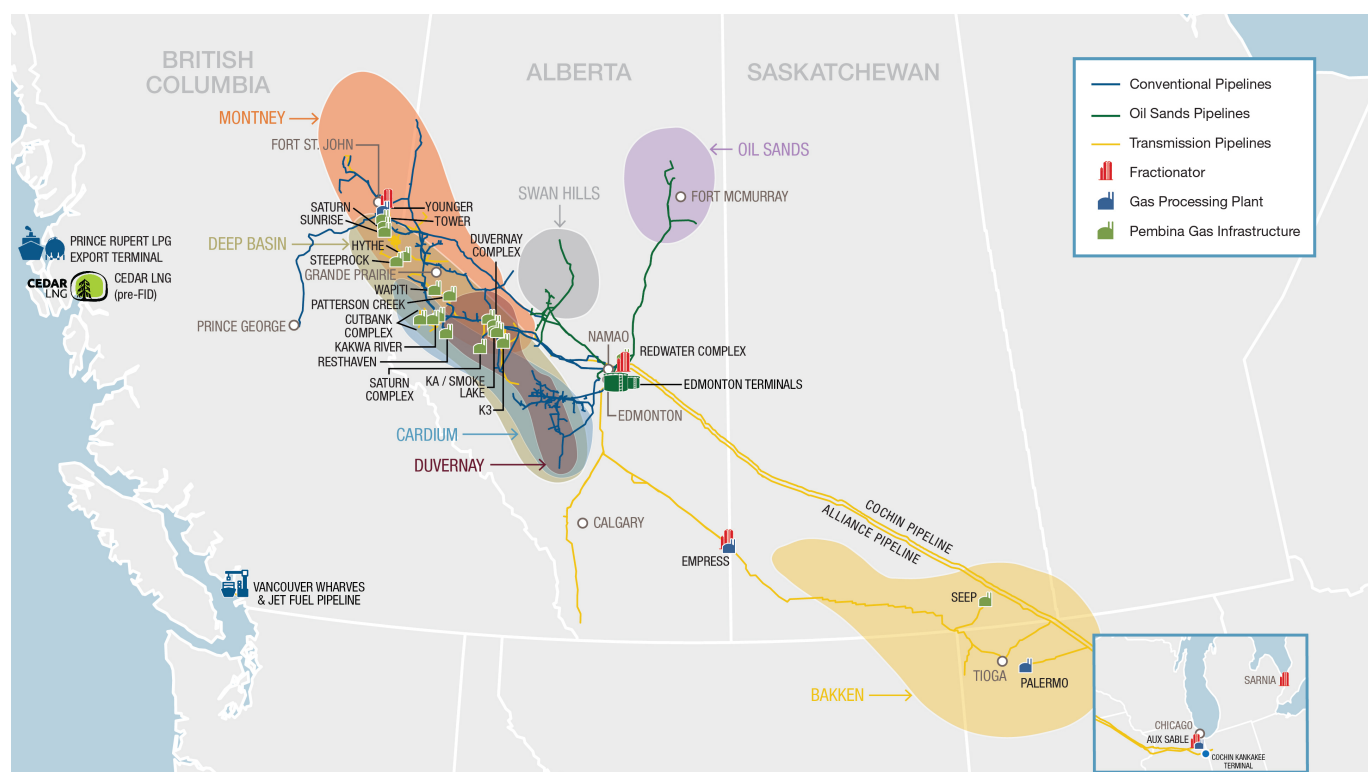 BRITISH
COLUMBIA
ALBERTA
SASKATCHEWAN
Conventional Pipelines
Oil Sands Pipelines
Transmission Pipelines
Fractionator
Gas Processing Plant
Pembina Gas Infrastructure
MONTNEY
FORT ST. JOHN
OIL SANDS
SWAN HILLS
FORT MCMURRAY
SATURN
YOUNGER
SUNRISE
TOWER
DEEP BASIN
HYTHE
DUVERNAY
COMPLEX
STEEPROCK
GRANDE PRAIRIE
PRINCE RUPERT LPG
EXPORT TERMINAL
CEDAR
LNG
CEDAR LNG
(pre-FID)
WAPITI
PATTERSON CREEK
CUTBANK
COMPLEX
PRINCE GEORGE
KAKWA RIVER
RESTHAVEN
NAMAO
REDWATER COMPLEX
SATURN
COMPLEX
KA / SMOKE
LAKE
EDMONTON TERMINALS
K3
EDMONTON
CARDIUM
DUVERNAY
CALGARY
COCHIN PIPELINE
ALLIANCE PIPELINE
EMPRESS
VANCOUVER WHARVES
& JET FUEL PIPELINE
SEEP
TIOGA
PALERMO
BAKKEN
SARNIA
CHICAGO
AUX SABLE
COCHIN KANKAKEE
TERMINAL